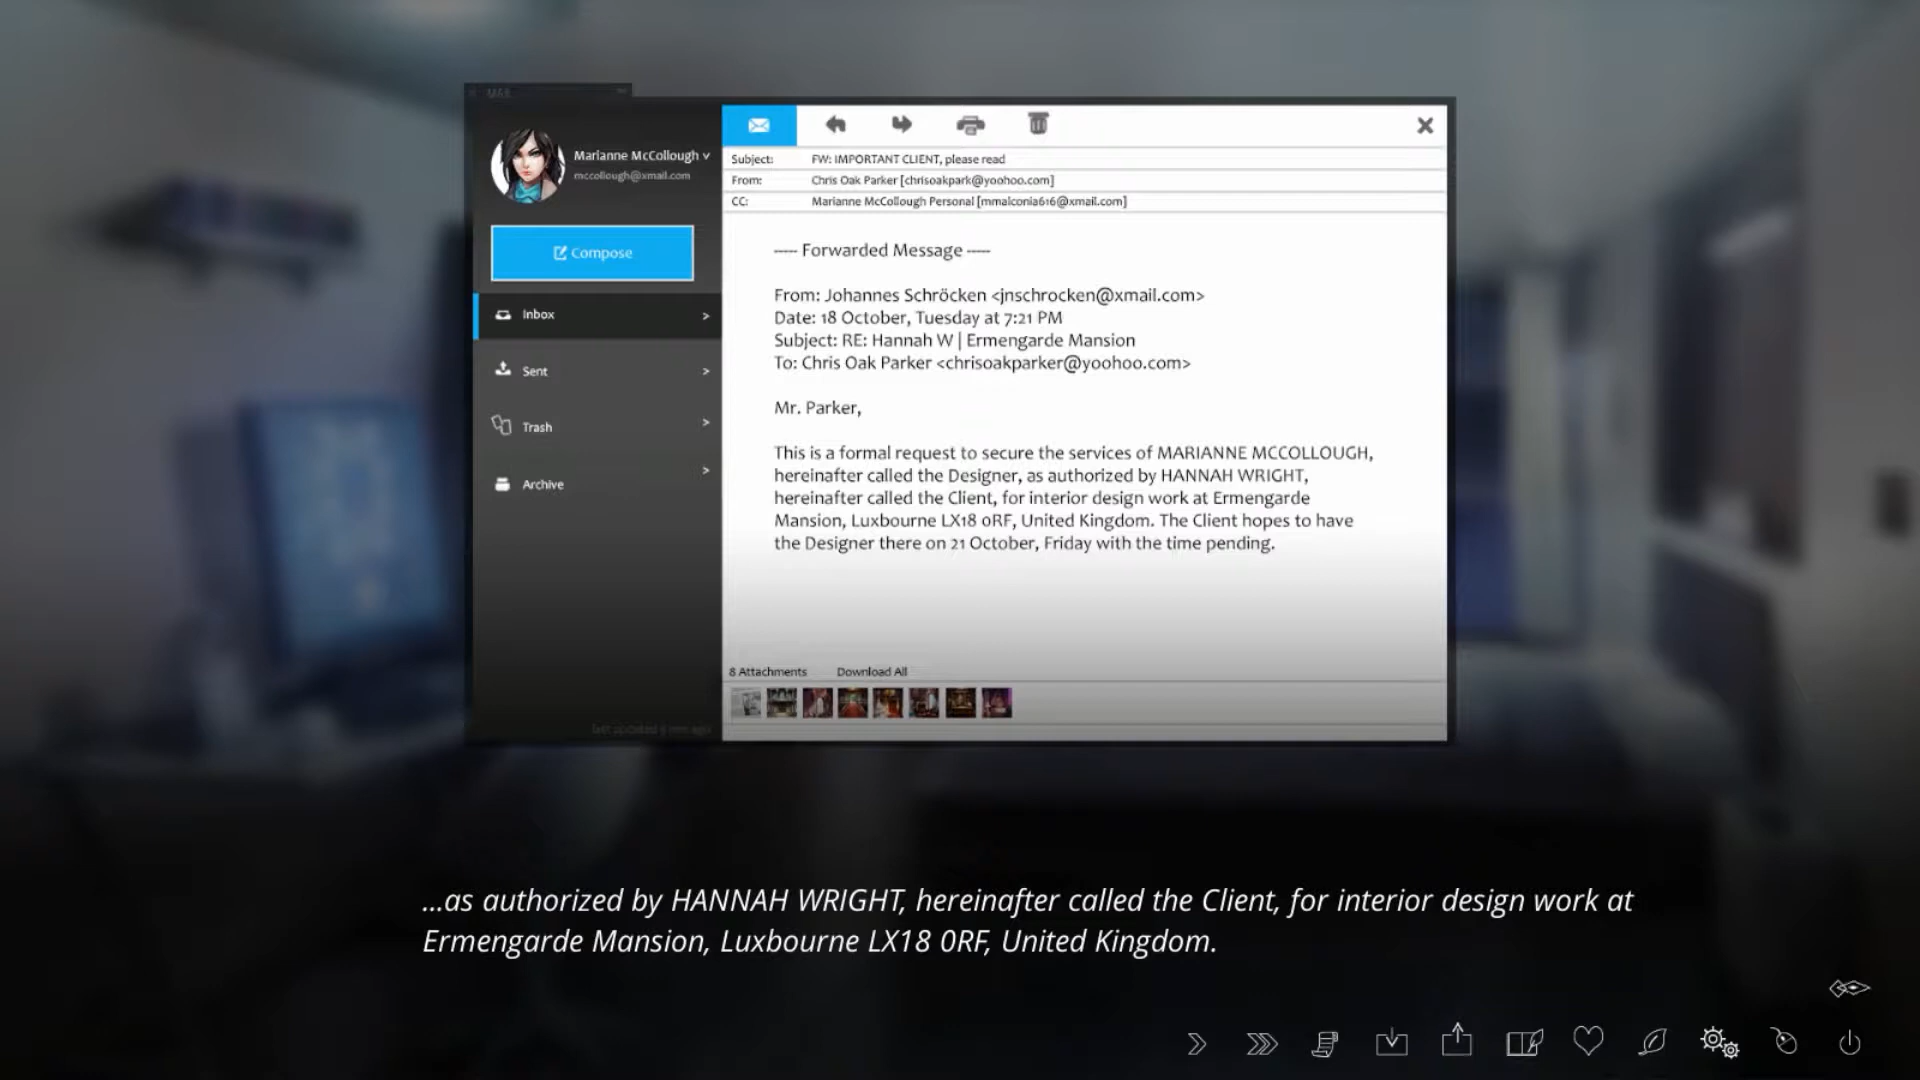 MAIL
Marianne McCollough v
mccollough@xmail.com
Compose
Inbox >
Sent >
Trash >
Archive >
last updated 5 min ago
Subject: FW: IMPORTANT CLIENT, please read
From: Chris Oak Parker [chrisoakpark@yoohoo.com]
CC: Marianne McCollough Personal [mmalconia616@xmail.com]
----- Forwarded Message -----
From: Johannes Schröcken <jnschrocken@xmail.com>
Date: 18 October, Tuesday at 7:21 PM
Subject: RE: Hannah W | Ermengarde Mansion
To: Chris Oak Parker <chrisoakparker@yoohoo.com>
Mr. Parker,
This is a formal request to secure the services of MARIANNE MCCOLLOUGH,
hereinafter called the Designer, as authorized by HANNAH WRIGHT,
hereinafter called the Client, for interior design work at Ermengarde
Mansion, Luxbourne LX18 0RF, United Kingdom. The Client hopes to have
the Designer there on 21 October, Friday with the time pending.
8 Attachments Download All
...as authorized by HANNAH WRIGHT, hereinafter called the Client, for interior design work at
Ermengarde Mansion, Luxbourne LX18 0RF, United Kingdom.